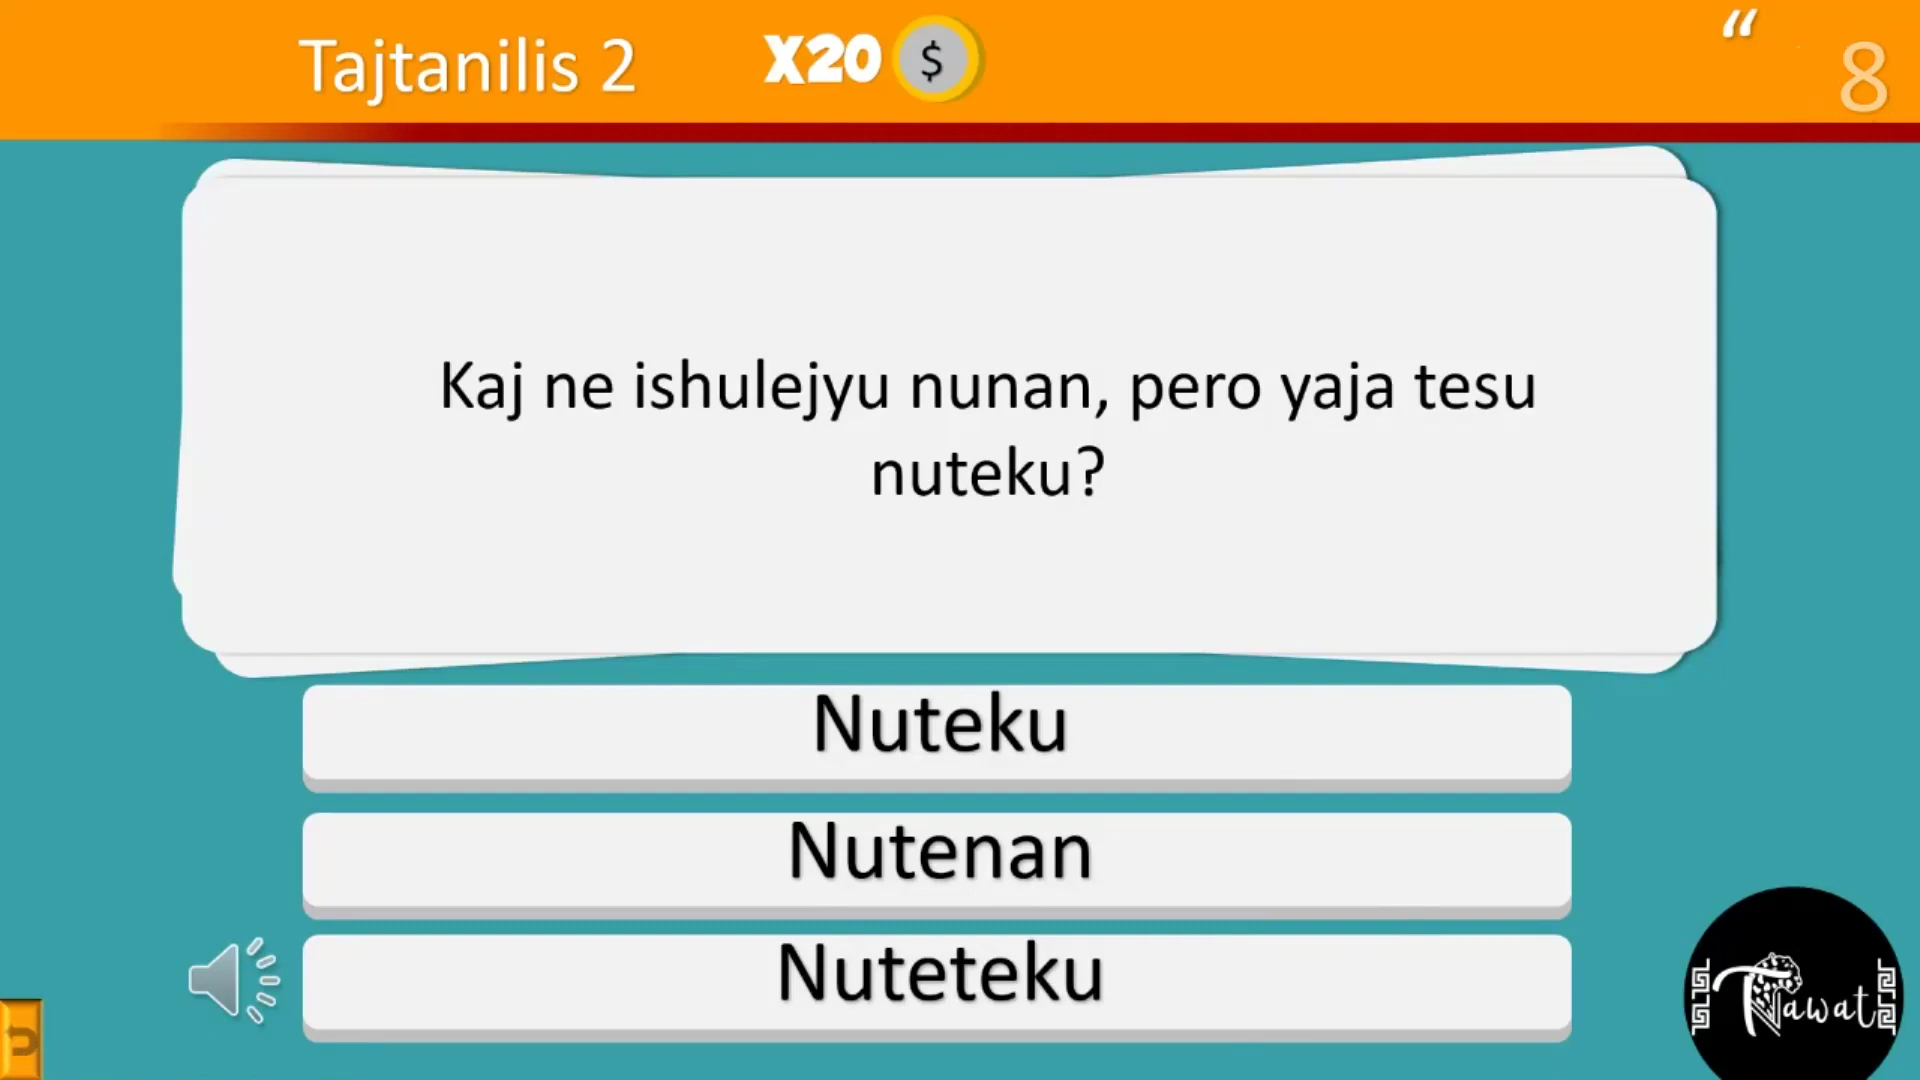 Tajtanilis 2
X20 $
“
8
Kaj ne ishulejyu nunan, pero yaja tesu
nuteku?
Nuteku
Nutenan
Nuteteku
Tawat